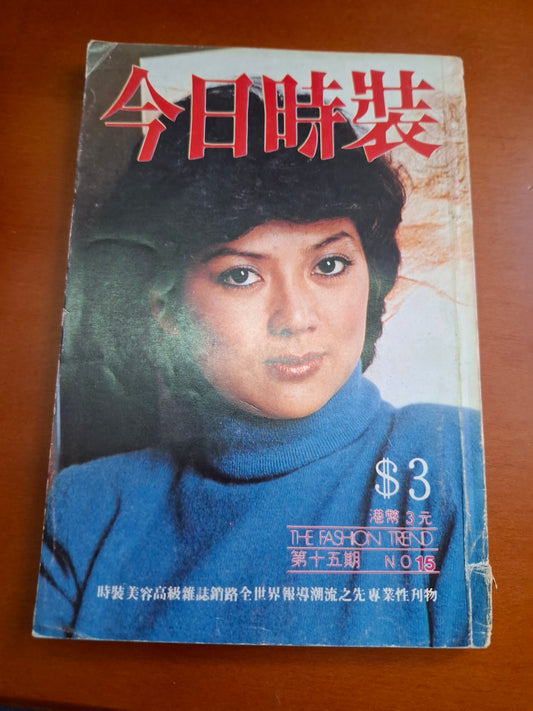 今日時裝
$3
港幣3元
THE FASHION TREND
第十五期 NO15
時裝美容高級雜誌銷路全世界報導潮流之先專業性刊物